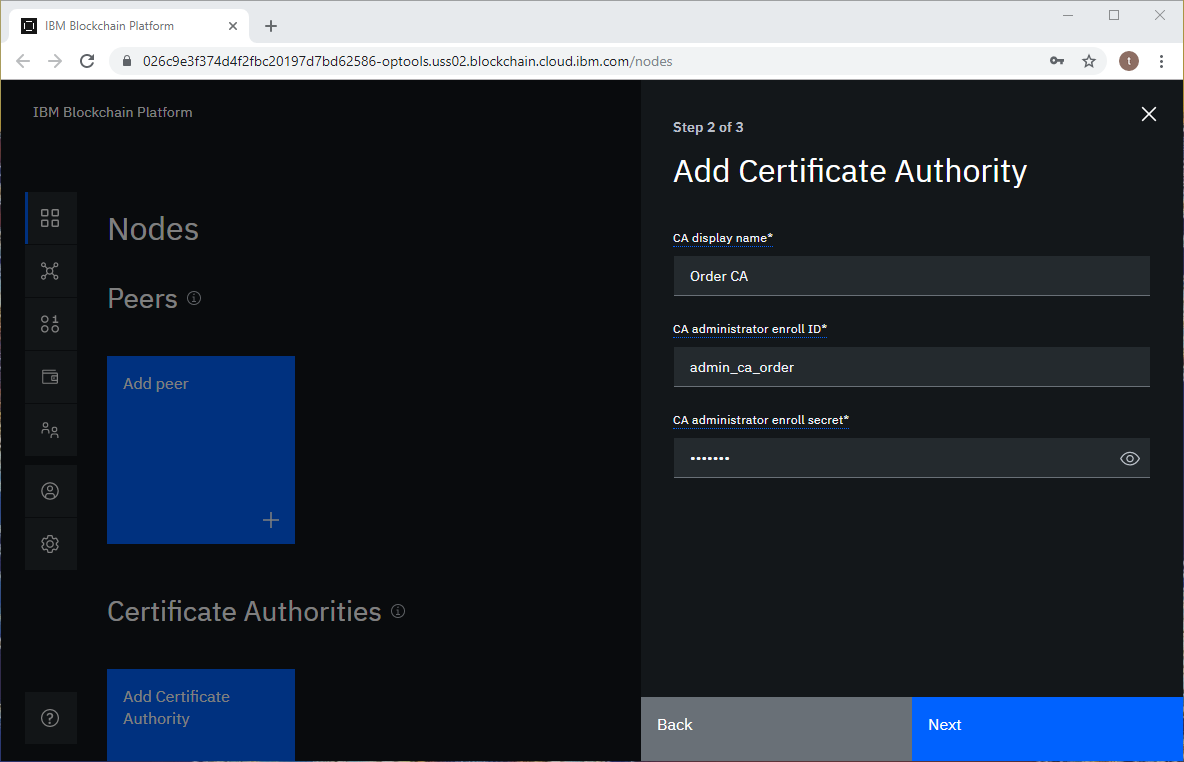 IBM Blockchain Platform
026c9e3f374d4f2fbc20197d7bd62586-optools.uss02.blockchain.cloud.ibm.com/nodes
t
IBM Blockchain Platform
Nodes
Peers
Add peer
Certificate Authorities
Add Certificate
Authority
Step 2 of 3
Add Certificate Authority
CA display name*
Order CA
CA administrator enroll ID*
admin_ca_order
CA administrator enroll secret*
•••••••
Back
Next